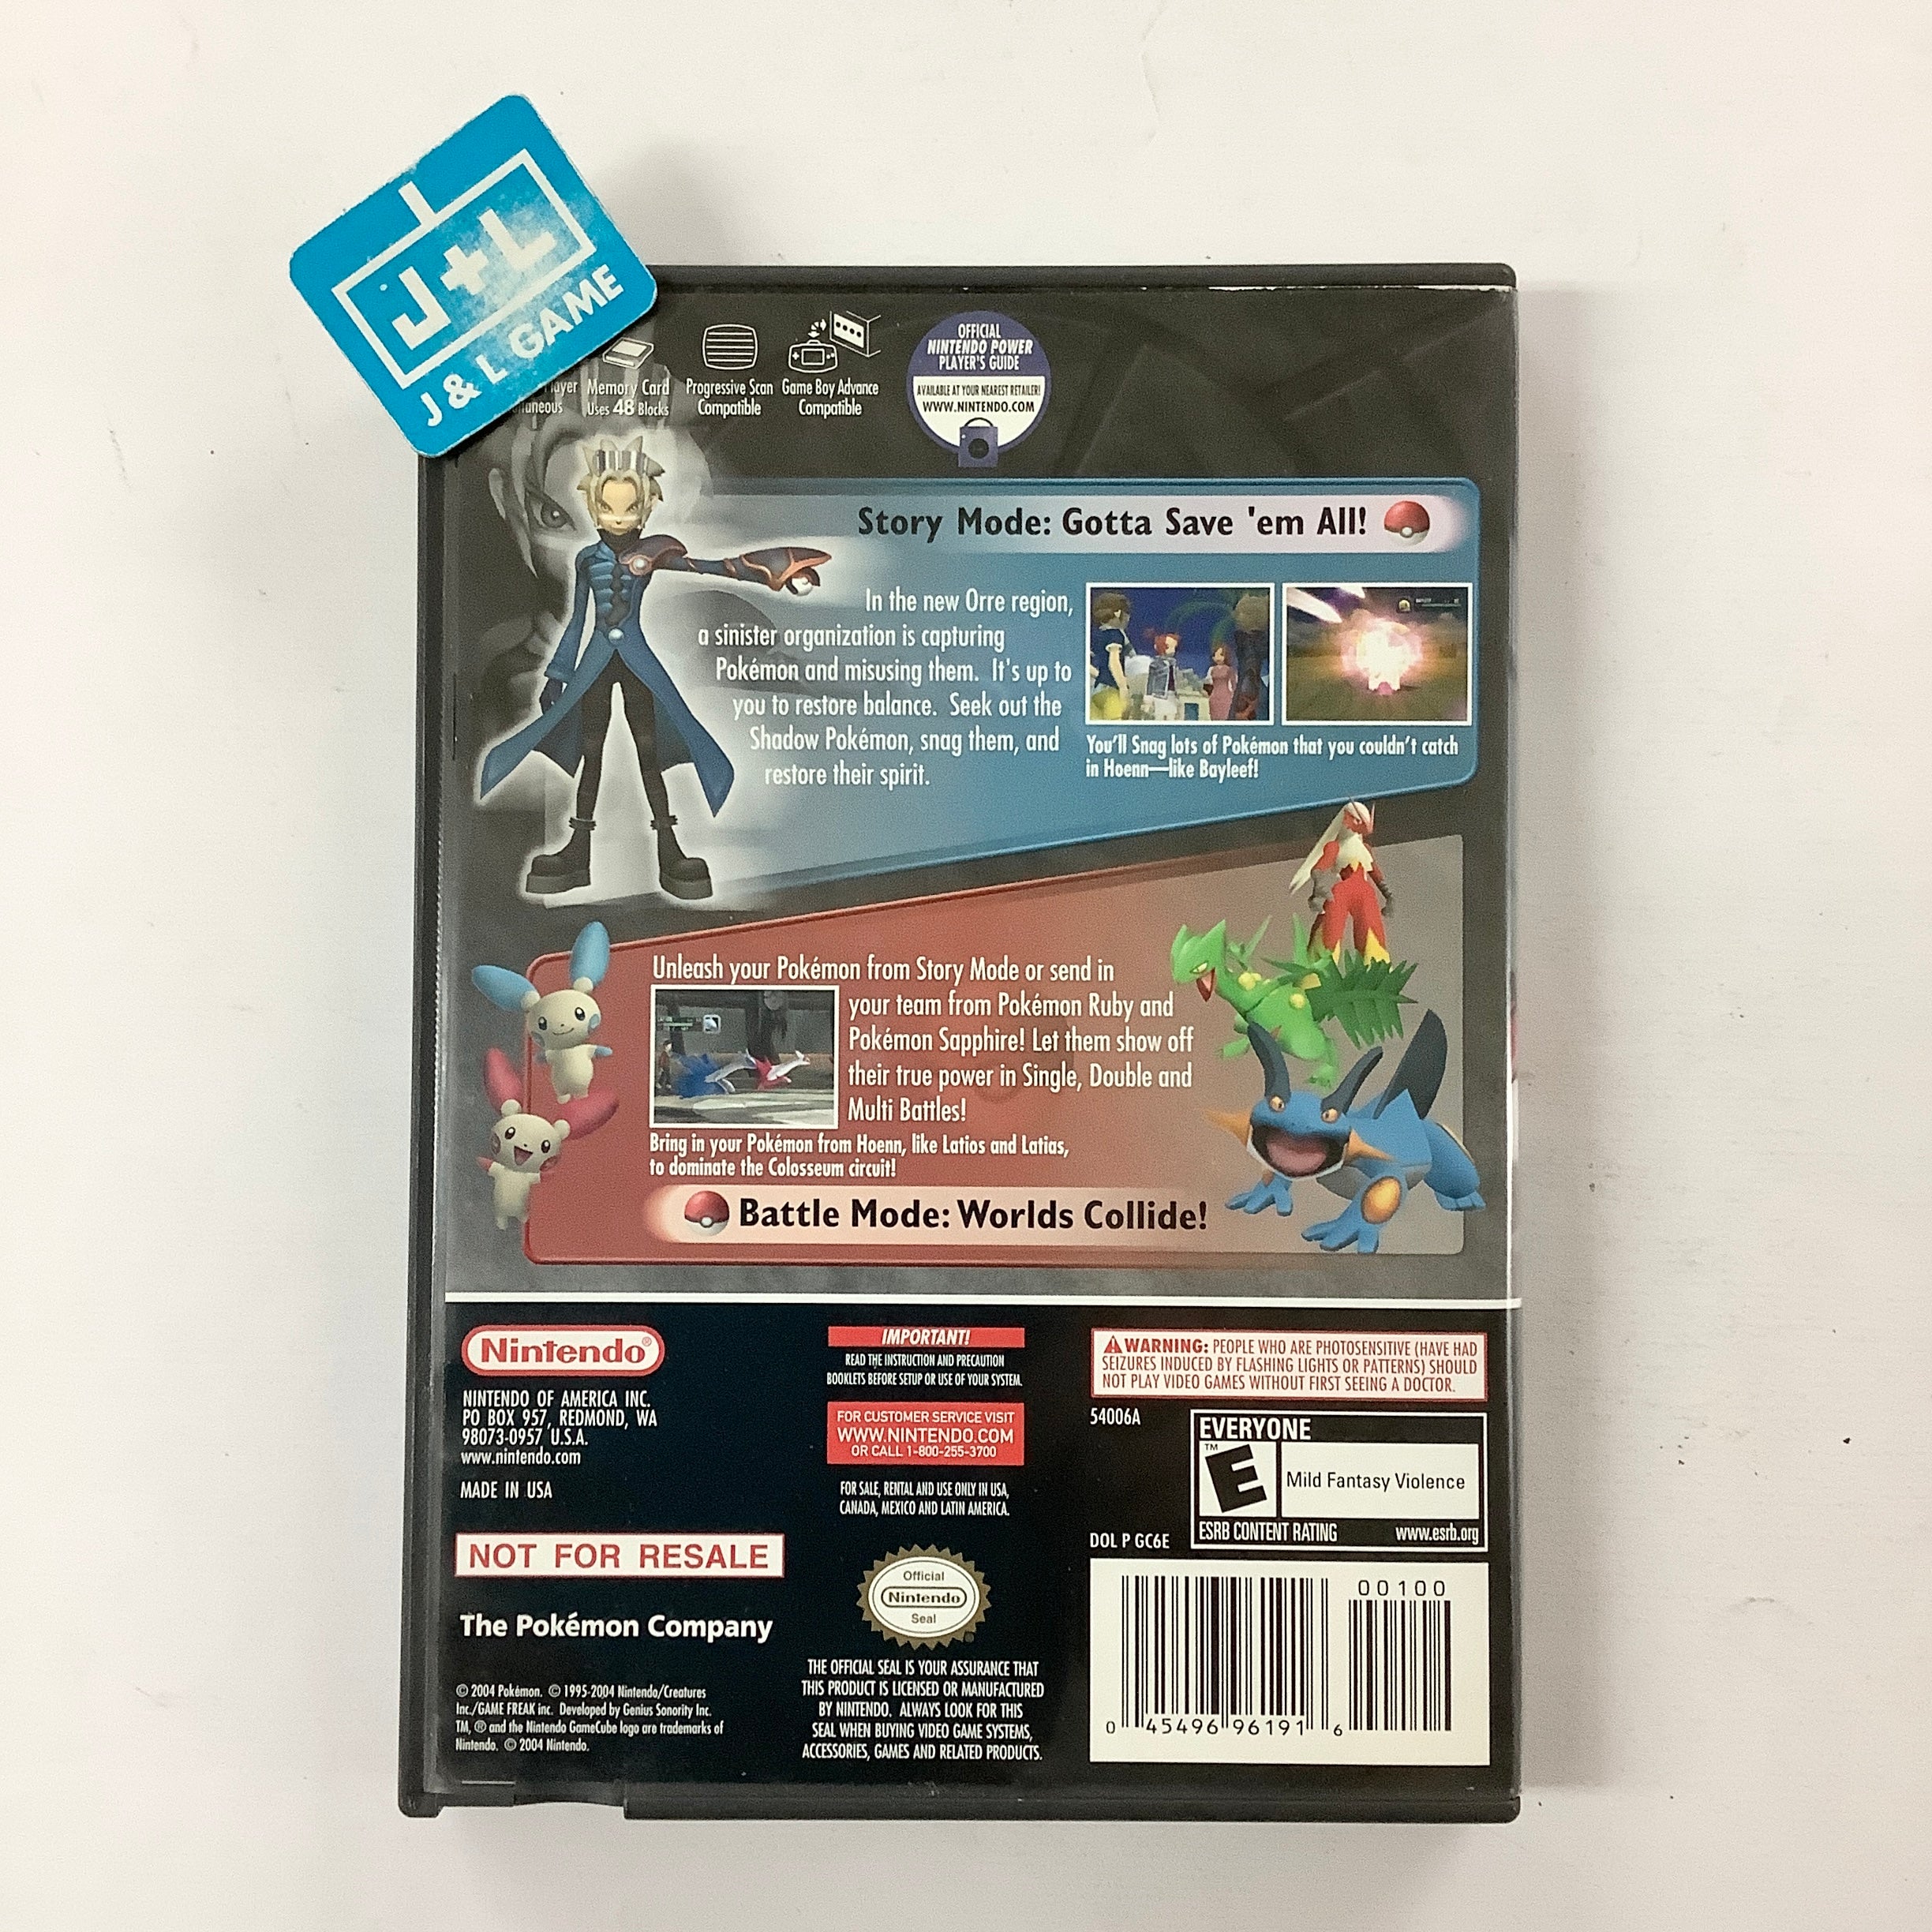 J+L
J & L GAME
Memory Card
Uses 48 Blocks
Progressive Scan
Compatible
Game Boy Advance
Compatible
OFFICIAL
NINTENDO POWER
PLAYER'S GUIDE
AVAILABLE AT YOUR NEAREST RETAILER!
WWW.NINTENDO.COM
Story Mode: Gotta Save 'em All!
In the new Orre region,
a sinister organization is capturing
Pokémon and misusing them. It's up to
you to restore balance. Seek out the
Shadow Pokémon, snag them, and
restore their spirit.
You'll Snag lots of Pokémon that you couldn't catch
in Hoenn—like Bayleef!
Unleash your Pokémon from Story Mode or send in
your team from Pokémon Ruby and
Pokémon Sapphire! Let them show off
their true power in Single, Double and
Multi Battles!
Bring in your Pokémon from Hoenn, like Latios and Latias,
to dominate the Colosseum circuit!
Battle Mode: Worlds Collide!
Nintendo®
NINTENDO OF AMERICA INC.
PO BOX 957, REDMOND, WA
98073-0957 U.S.A.
www.nintendo.com
MADE IN USA
NOT FOR RESALE
The Pokémon Company
© 2004 Pokémon. © 1995-2004 Nintendo/Creatures
Inc./GAME FREAK inc. Developed by Genius Sonority Inc.
TM, ® and the Nintendo GameCube logo are trademarks of
Nintendo. © 2004 Nintendo.
IMPORTANT!
READ THE INSTRUCTION AND PRECAUTION
BOOKLETS BEFORE SETUP OR USE OF YOUR SYSTEM.
FOR CUSTOMER SERVICE VISIT
WWW.NINTENDO.COM
OR CALL 1-800-255-3700
FOR SALE, RENTAL AND USE ONLY IN USA,
CANADA, MEXICO AND LATIN AMERICA.
Official
Nintendo
Seal
THE OFFICIAL SEAL IS YOUR ASSURANCE THAT
THIS PRODUCT IS LICENSED OR MANUFACTURED
BY NINTENDO. ALWAYS LOOK FOR THIS
SEAL WHEN BUYING VIDEO GAME SYSTEMS,
ACCESSORIES, GAMES AND RELATED PRODUCTS.
WARNING: PEOPLE WHO ARE PHOTOSENSITIVE (HAVE HAD
SEIZURES INDUCED BY FLASHING LIGHTS OR PATTERNS) SHOULD
NOT PLAY VIDEO GAMES WITHOUT FIRST SEEING A DOCTOR.
54006A
EVERYONE
E
TM
Mild Fantasy Violence
ESRB CONTENT RATING www.esrb.org
DOL P GC6E
00100
0 45496 96191 6